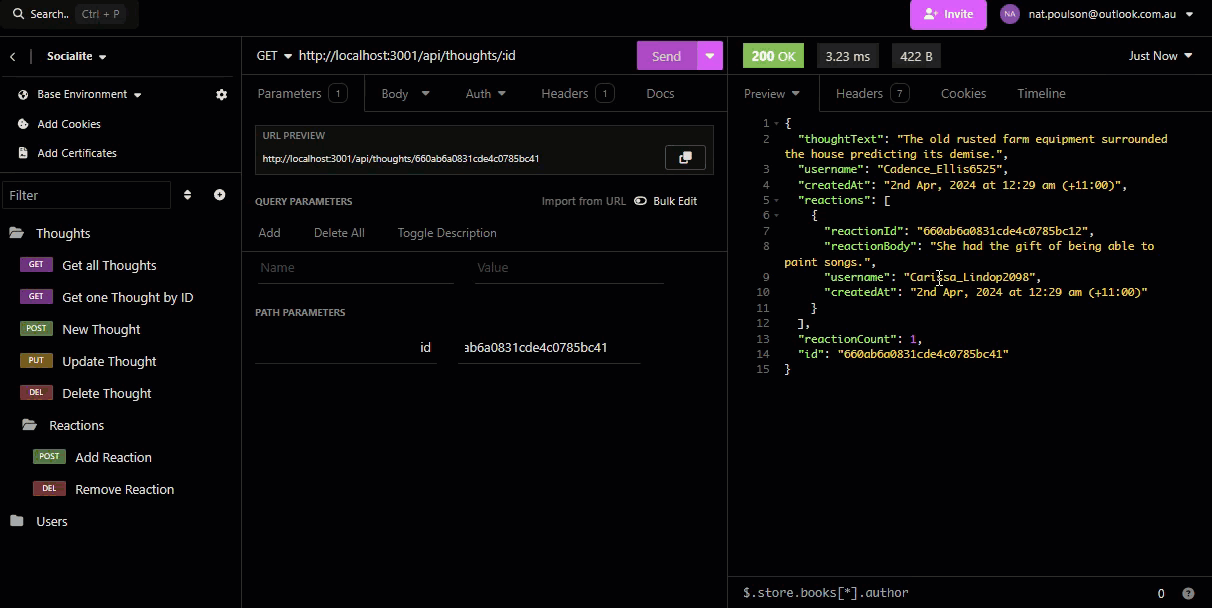 Search.. Ctrl + P
Invite NA nat.poulson@outlook.com.au
Socialite
Base Environment
Add Cookies
Add Certificates
Filter
Thoughts
GET Get all Thoughts
GET Get one Thought by ID
POST New Thought
PUT Update Thought
DEL Delete Thought
Reactions
POST Add Reaction
DEL Remove Reaction
Users
GET http://localhost:3001/api/thoughts/:id Send
Parameters 1 Body Auth Headers 1 Docs
URL PREVIEW
http://localhost:3001/api/thoughts/660ab6a0831cde4c0785bc41
QUERY PARAMETERS Import from URL Bulk Edit
Add Delete All Toggle Description
Name Value
PATH PARAMETERS
id ab6a0831cde4c0785bc41
200 OK 3.23 ms 422 B Just Now
Preview Headers 7 Cookies Timeline
1 {
2 "thoughtText": "The old rusted farm equipment surrounded
the house predicting its demise.",
3 "username": "Cadence_Ellis6525",
4 "createdAt": "2nd Apr, 2024 at 12:29 am (+11:00)",
5 "reactions": [
6 {
7 "reactionId": "660ab6a0831cde4c0785bc12",
8 "reactionBody": "She had the gift of being able to
paint songs.",
9 "username": "Carissa_Lindop2098",
10 "createdAt": "2nd Apr, 2024 at 12:29 am (+11:00)"
11 }
12 ],
13 "reactionCount": 1,
14 "id": "660ab6a0831cde4c0785bc41"
15 }
$.store.books[*].author 0 ?